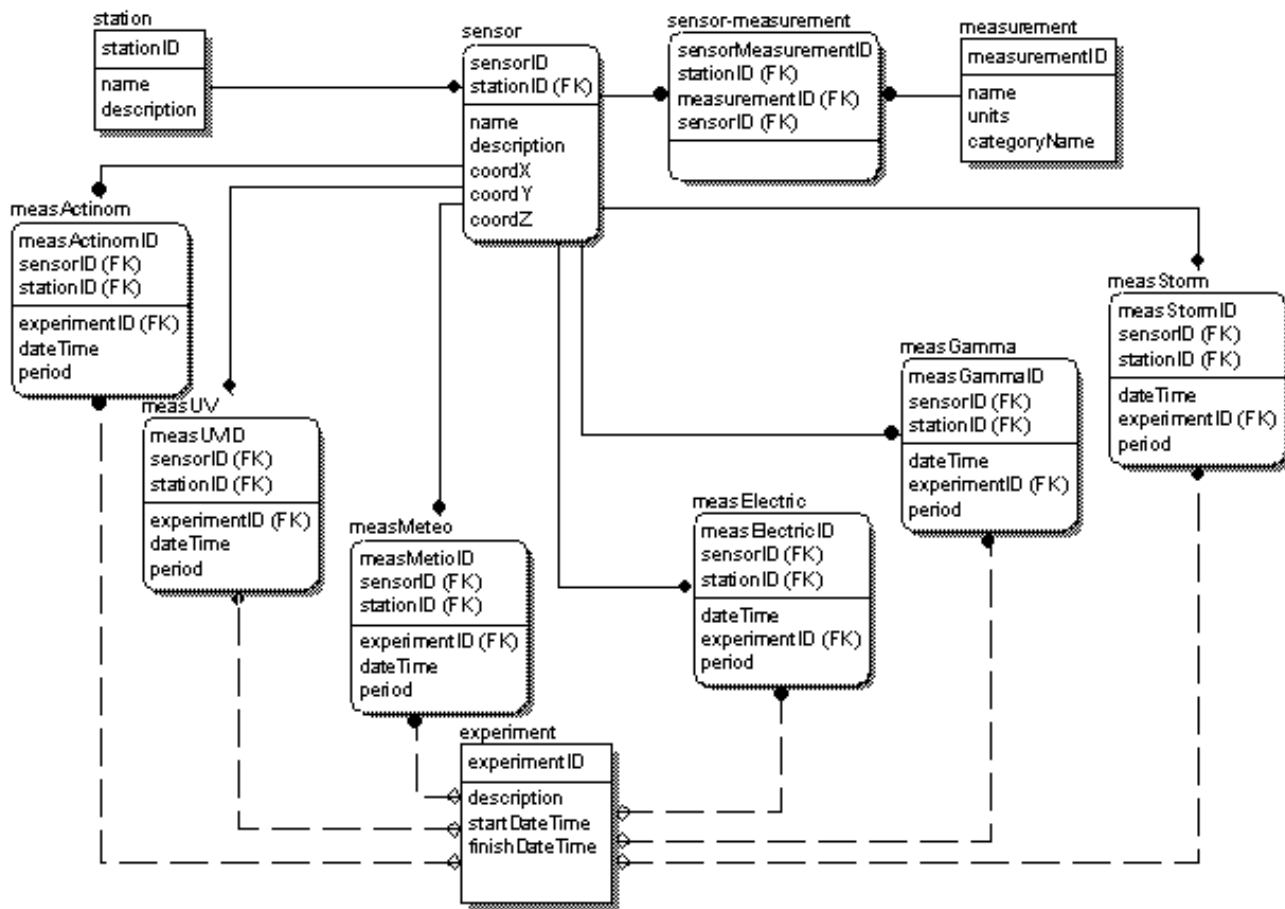 station
stationID
name
description
sensor
sensorID
stationID (FK)
name
description
coordX
coordY
coordZ
sensor-measurement
sensorMeasurementID
stationID (FK)
measurementID (FK)
sensorID (FK)
measurement
measurementID
name
units
categoryName
measActinom
measActinomID
sensorID (FK)
stationID (FK)
experimentID (FK)
dateTime
period
measUV
measUVID
sensorID (FK)
stationID (FK)
experimentID (FK)
dateTime
period
measMeteo
measMetioID
sensorID (FK)
stationID (FK)
experimentID (FK)
dateTime
period
measElectric
measElectricID
sensorID (FK)
stationID (FK)
dateTime
experimentID (FK)
period
measGamma
measGammaID
sensorID (FK)
stationID (FK)
dateTime
experimentID (FK)
period
measStorm
measStormID
sensorID (FK)
stationID (FK)
dateTime
experimentID (FK)
period
experiment
experimentID
description
startDateTime
finishDateTime